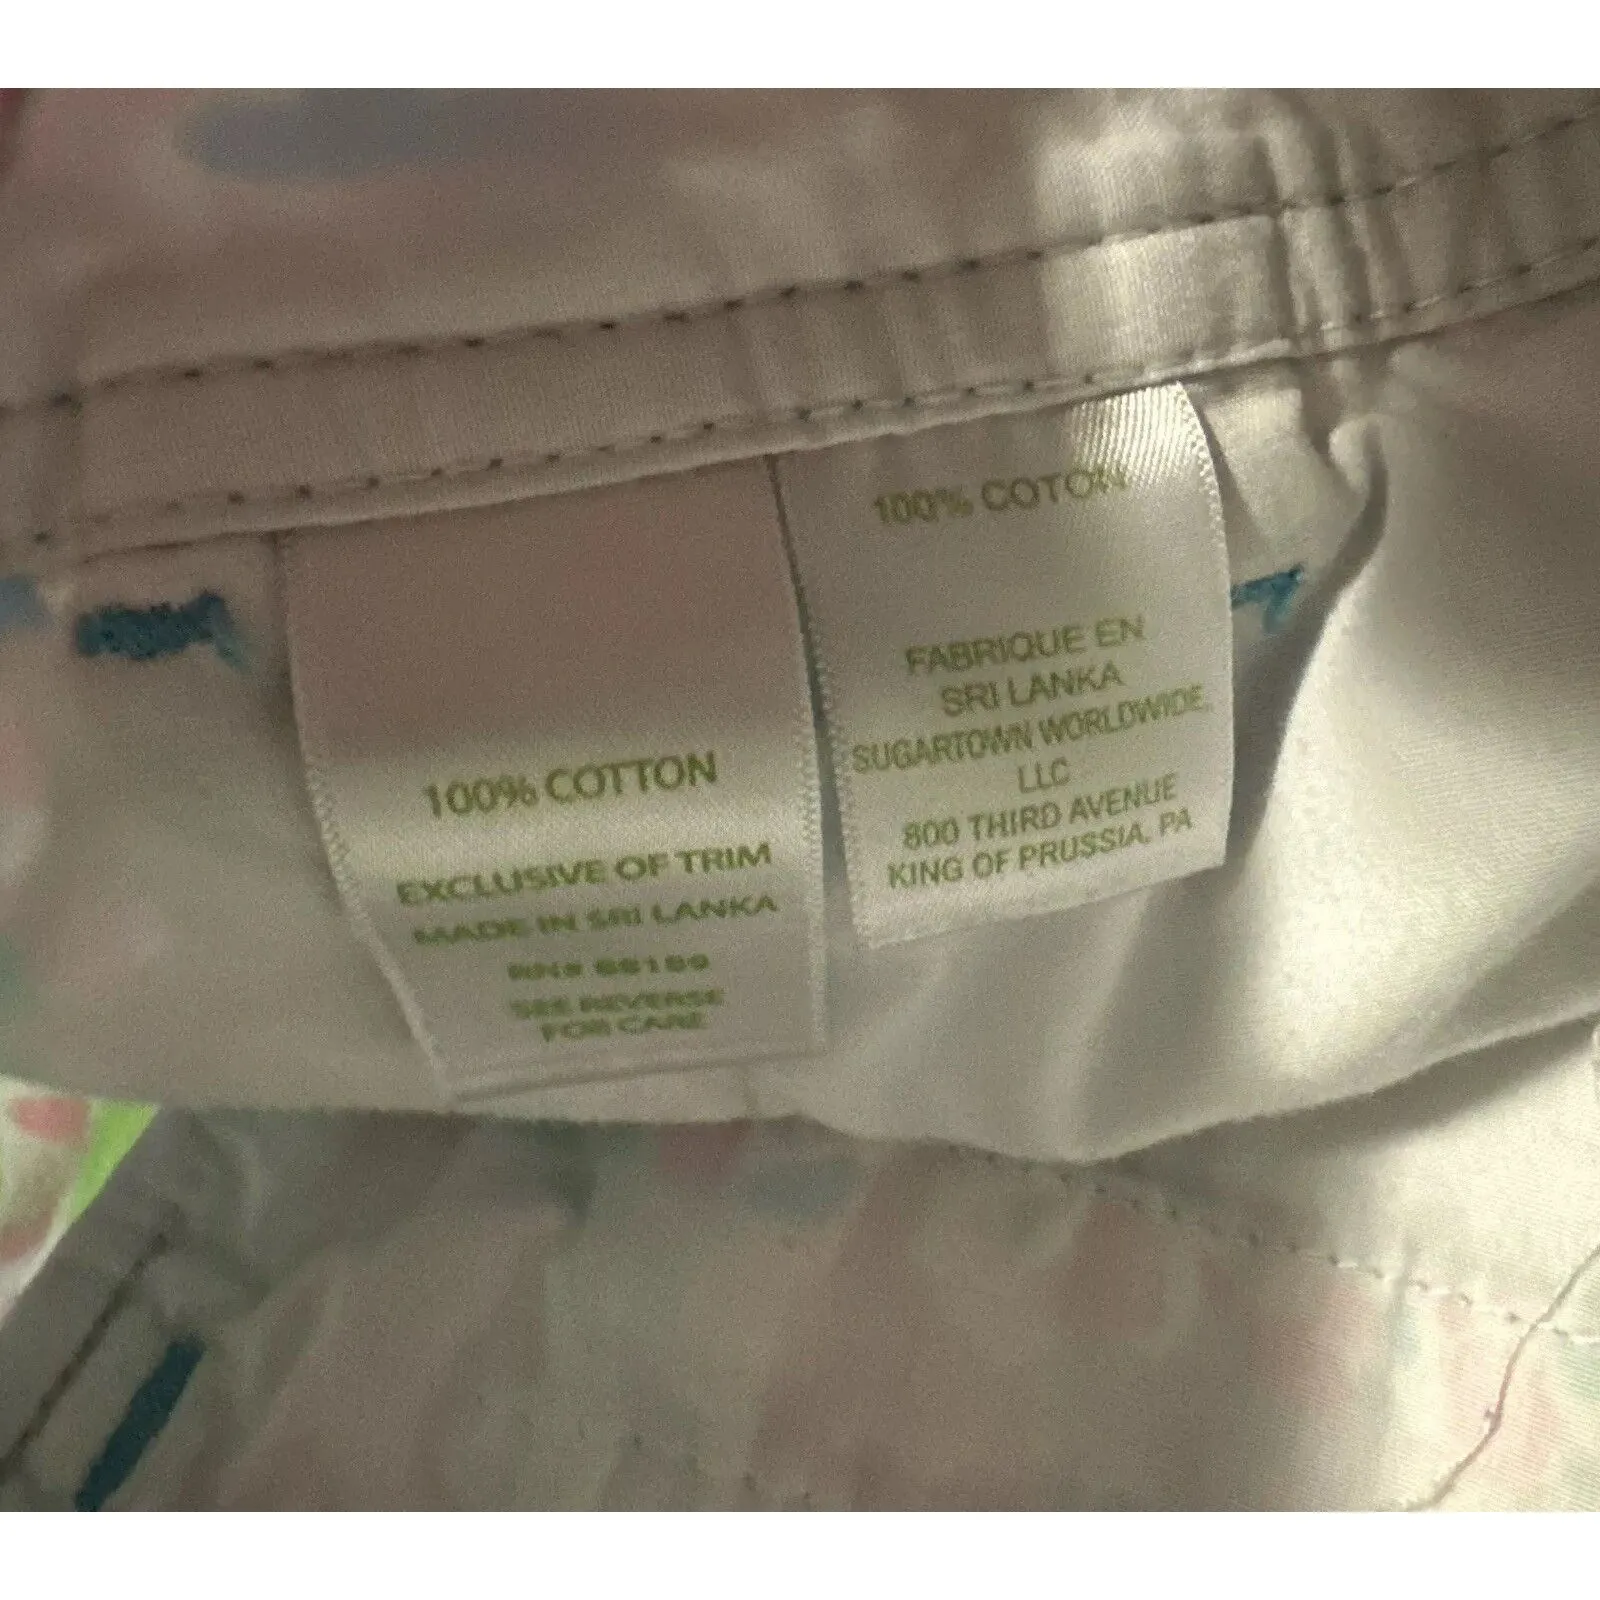 100% COTTON
EXCLUSIVE OF TRIM
MADE IN SRI LANKA
RN#
SEE REVERSE
FOR CARE
100% COTON
FABRIQUE EN
SRI LANKA
SUGARTOWN WORLDWIDE,
LLC
800 THIRD AVENUE
KING OF PRUSSIA, PA